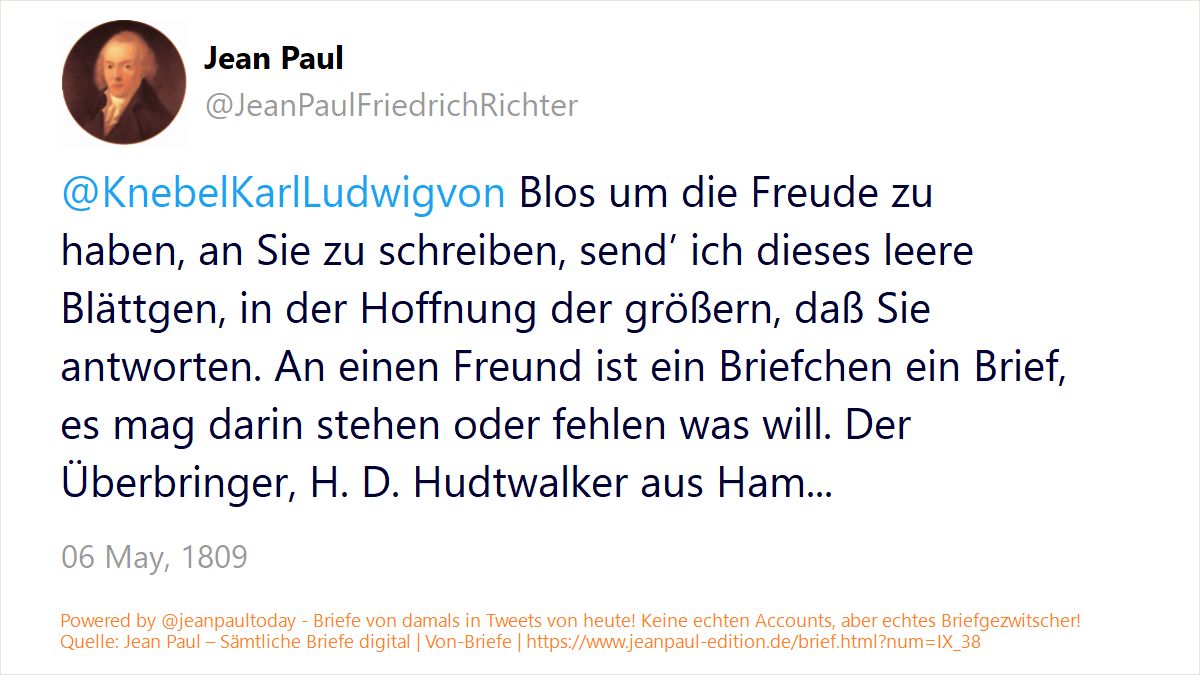 Jean Paul
@JeanPaulFriedrichRichter
@KnebelKarlLudwigvon Blos um die Freude zu
haben, an Sie zu schreiben, send’ ich dieses leere
Blättgen, in der Hoffnung der größern, daß Sie
antworten. An einen Freund ist ein Briefchen ein Brief,
es mag darin stehen oder fehlen was will. Der
Überbringer, H. D. Hudtwalker aus Ham...
06 May, 1809
Powered by @jeanpaultoday - Briefe von damals in Tweets von heute! Keine echten Accounts, aber echtes Briefgezwitscher!
Quelle: Jean Paul – Sämtliche Briefe digital | Von-Briefe | https://www.jeanpaul-edition.de/brief.html?num=IX_38